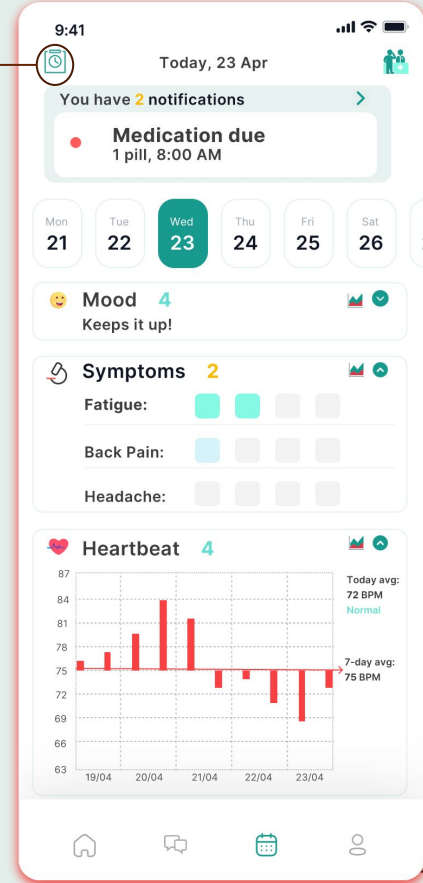 9:41
Today, 23 Apr
You have 2 notifications
Medication due
1 pill, 8:00 AM
Mon Tue Wed Thu Fri Sat
21 22 23 24 25 26
Mood 4
Keeps it up!
Symptoms 2
Fatigue:
Back Pain:
Headache:
Heartbeat 4
87
Today avg:
84
72 BPM
Normal
81
78
7-day avg:
75
75 BPM
72
69
66
63
19/04 20/04 21/04 22/04 23/04